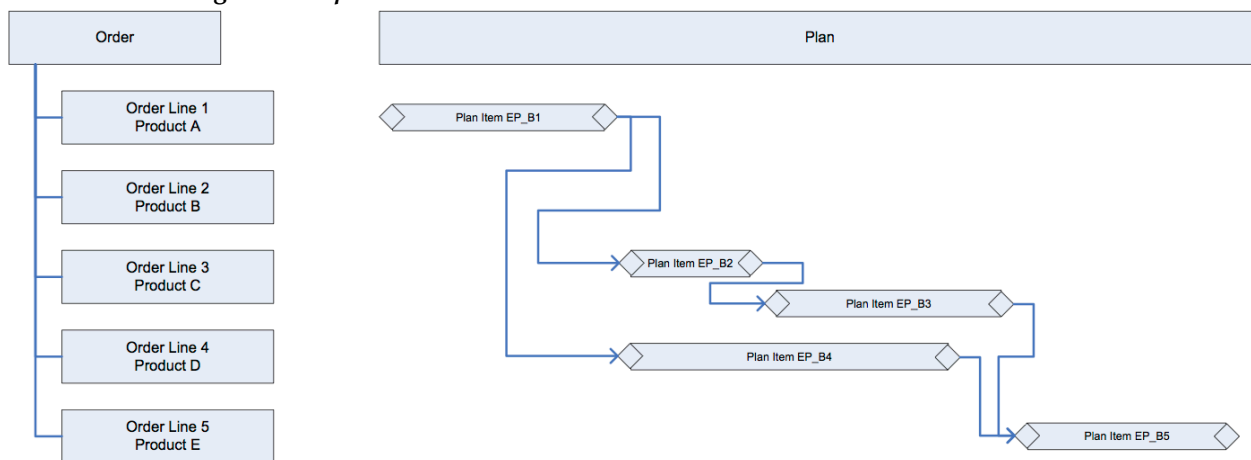 Order
Plan
Order Line 1
Product A
Plan Item EP_B1
Order Line 2
Product B
Order Line 3
Product C
Plan Item EP_B2
Plan Item EP_B3
Order Line 4
Product D
Plan Item EP_B4
Order Line 5
Product E
Plan Item EP_B5